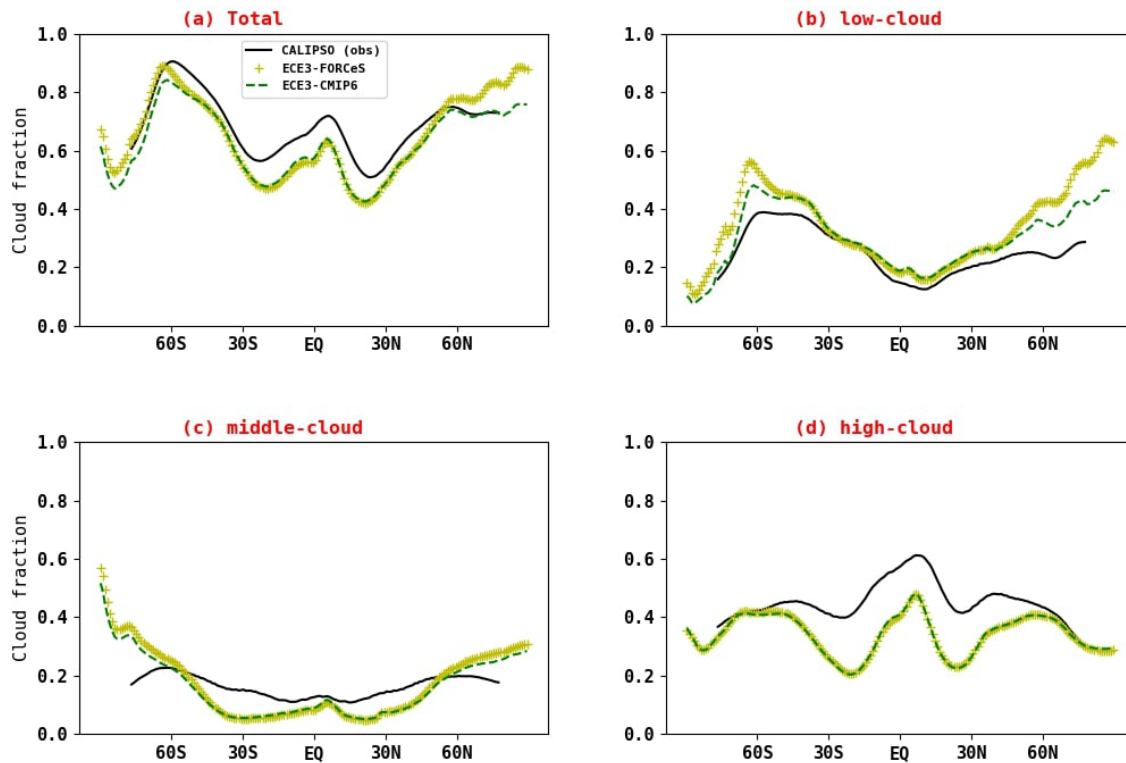 (a) Total
1.0
0.8
0.6
0.4
0.2
0.0
Cloud fraction
CALIPSO (obs)
ECE3-FORCeS
ECE3-CMIP6
60S 30S EQ 30N 60N
(b) low-cloud
1.0
0.8
0.6
0.4
0.2
0.0
60S 30S EQ 30N 60N
(c) middle-cloud
1.0
0.8
0.6
0.4
0.2
0.0
Cloud fraction
60S 30S EQ 30N 60N
(d) high-cloud
1.0
0.8
0.6
0.4
0.2
0.0
60S 30S EQ 30N 60N